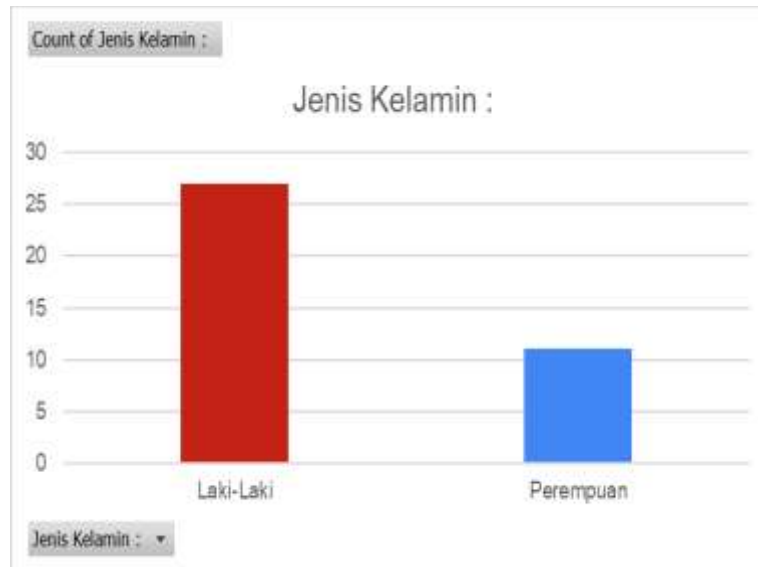 Count of Jenis Kelamin :
Jenis Kelamin :
30
25
20
15
10
5
0
Laki-Laki
Perempuan
Jenis Kelamin :